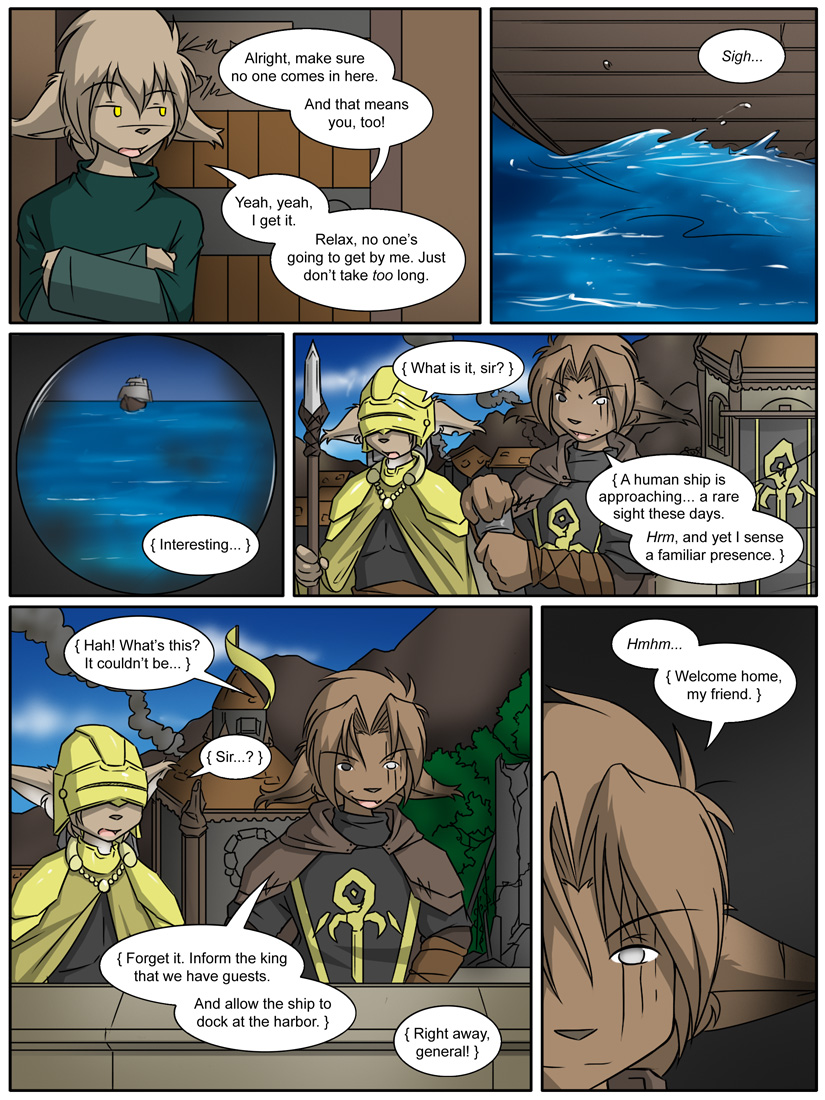 Alright, make sure
no one comes in here.
And that means
you, too!
Yeah, yeah,
I get it.
Relax, no one's
going to get by me. Just
don't take too long.
Sigh...
{ Interesting... }
{ What is it, sir? }
{ A human ship is
approaching... a rare
sight these days.
Hrm, and yet I sense
a familiar presence. }
{ Hah! What's this?
It couldn't be... }
{ Sir...? }
{ Forget it. Inform the king
that we have guests.
And allow the ship to
dock at the harbor. }
{ Right away,
general! }
Hmhm...
{ Welcome home,
my friend. }